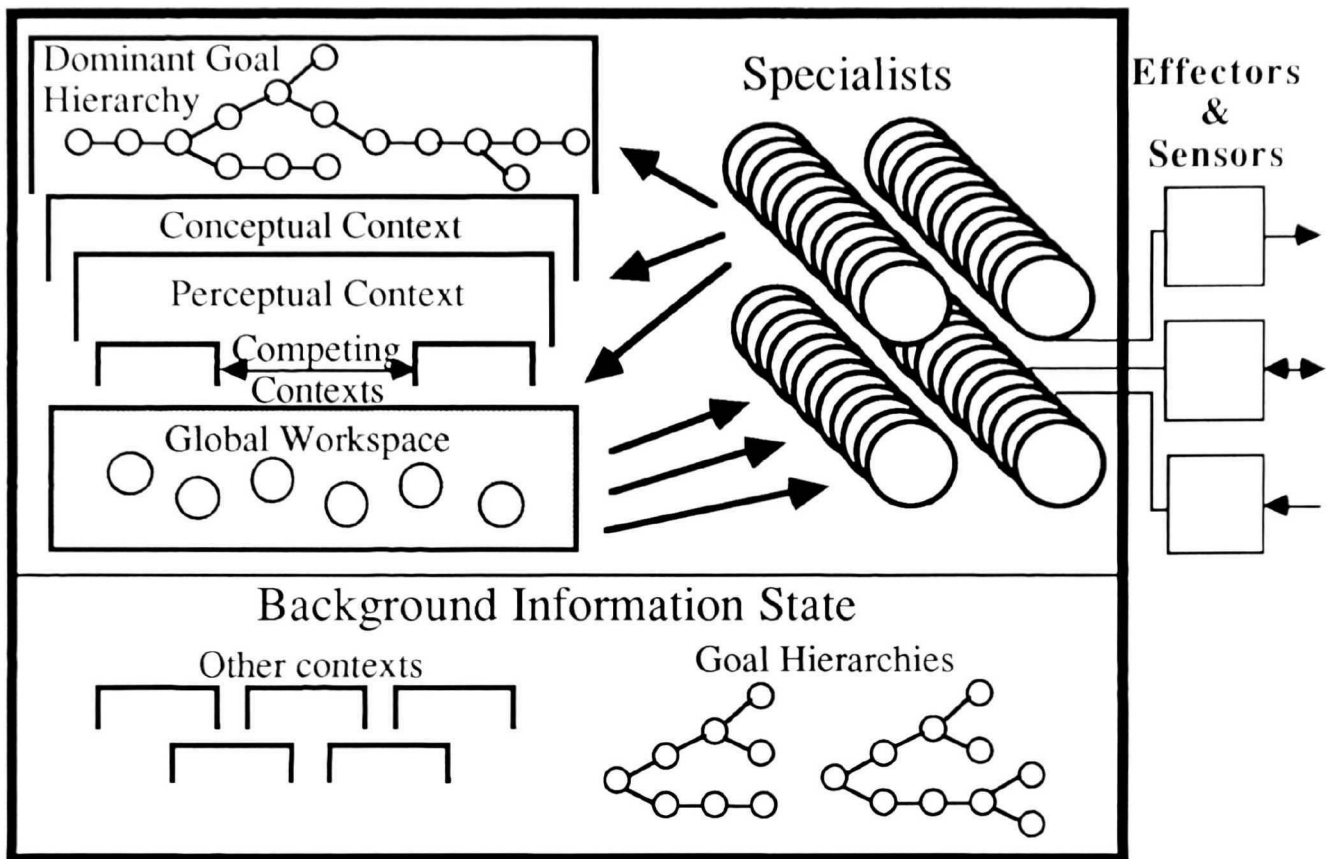 Dominant Goal
Hierarchy
Conceptual Context
Perceptual Context
Competing
Contexts
Global Workspace
Specialists
Effectors
&
Sensors
Background Information State
Other contexts
Goal Hierarchies